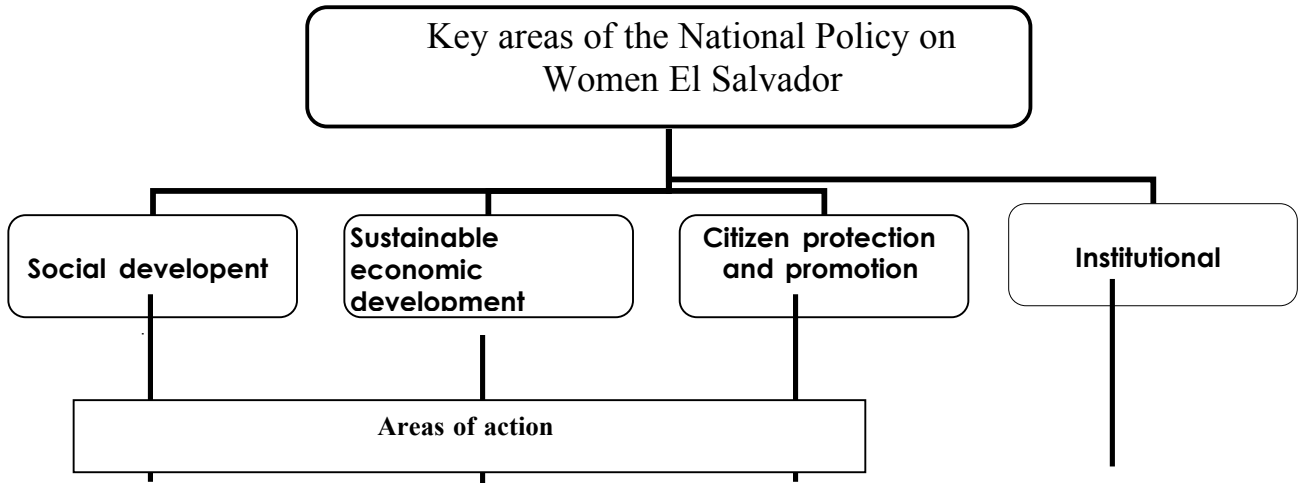 Key areas of the National Policy on
Women El Salvador
Social developent
Sustainable
economic
development
Citizen protection
and promotion
Institutional
Areas of action